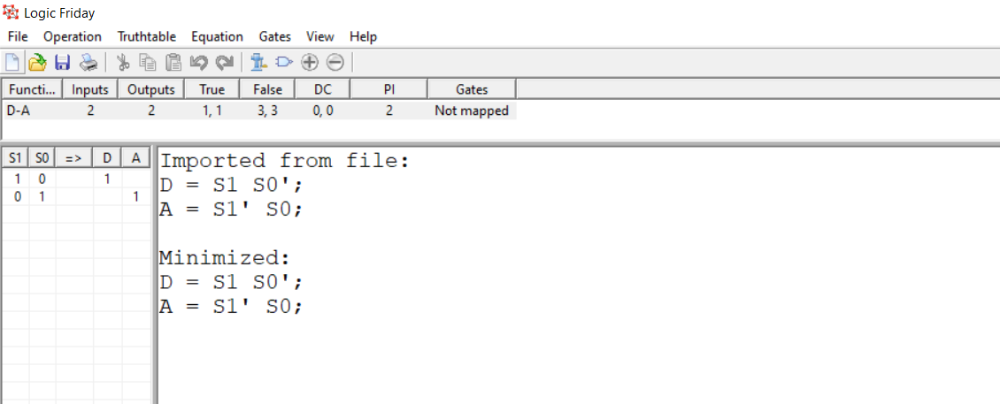 Logic Friday
File Operation Truthtable Equation Gates View Help
Functi... Inputs Outputs True False DC PI Gates
D-A 2 2 1, 1 3, 3 0, 0 2 Not mapped
S1 S0 => D A
1 0 1
0 1 1
Imported from file:
D = S1 S0';
A = S1' S0;
Minimized:
D = S1 S0';
A = S1' S0;